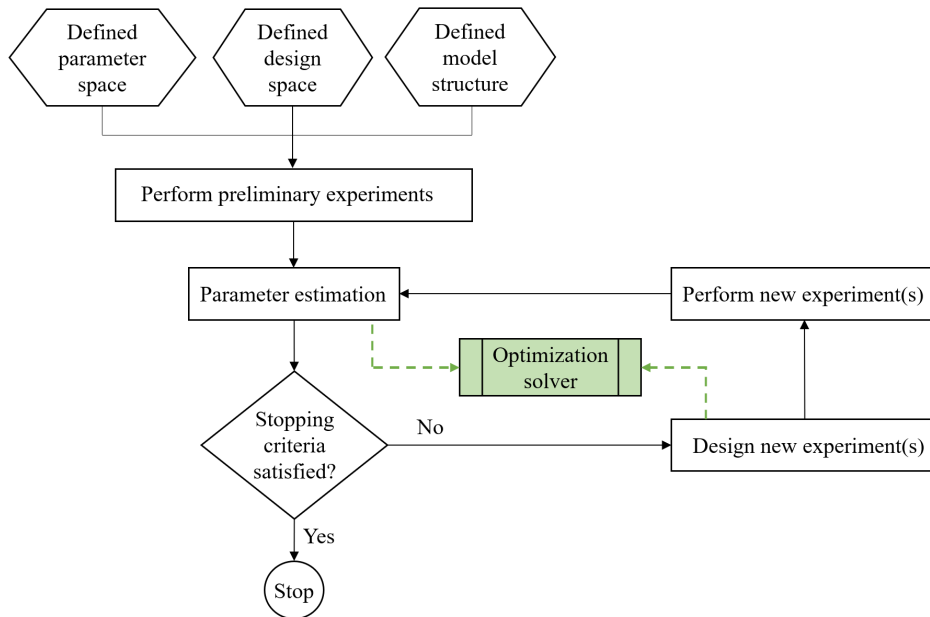 Defined
parameter
space
Defined
design
space
Defined
model
structure
Perform preliminary experiments
Parameter estimation
Perform new experiment(s)
Optimization
solver
Stopping
criteria
satisfied?
No
Design new experiment(s)
Yes
Stop